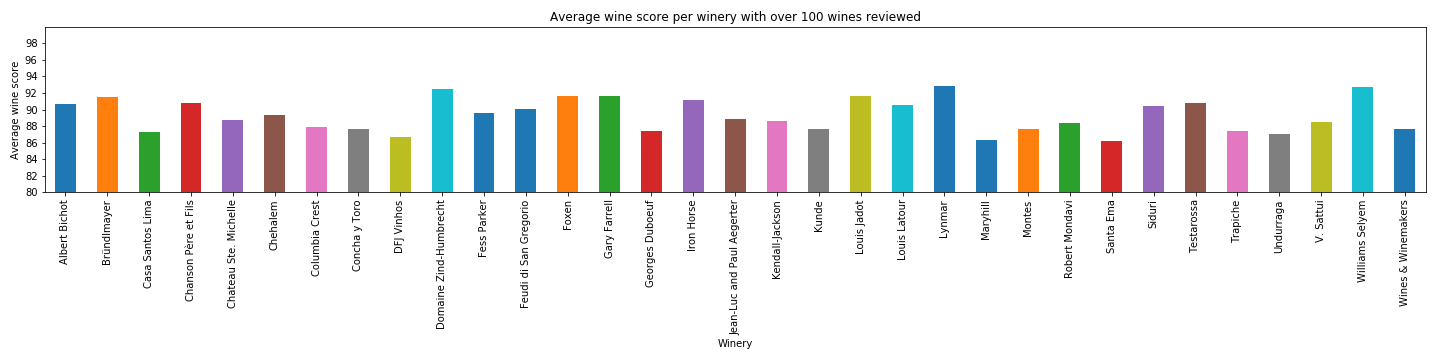 Average wine score per winery with over 100 wines reviewed
Average wine score
98
96
94
92
90
88
86
84
82
80
Albert Bichot
Bründlmayer
Casa Santos Lima
Chanson Père et Fils
Chateau Ste. Michelle
Chehalem
Columbia Crest
Concha y Toro
DFJ Vinhos
Domaine Zind-Humbrecht
Fess Parker
Feudi di San Gregorio
Foxen
Gary Farrell
Georges Duboeuf
Iron Horse
Jean-Luc and Paul Aegerter
Kendall-Jackson
Kunde
Louis Jadot
Louis Latour
Lynmar
Maryhill
Montes
Robert Mondavi
Santa Ema
Siduri
Testarossa
Trapiche
Undurraga
V. Sattui
Williams Selyem
Wines & Winemakers
Winery